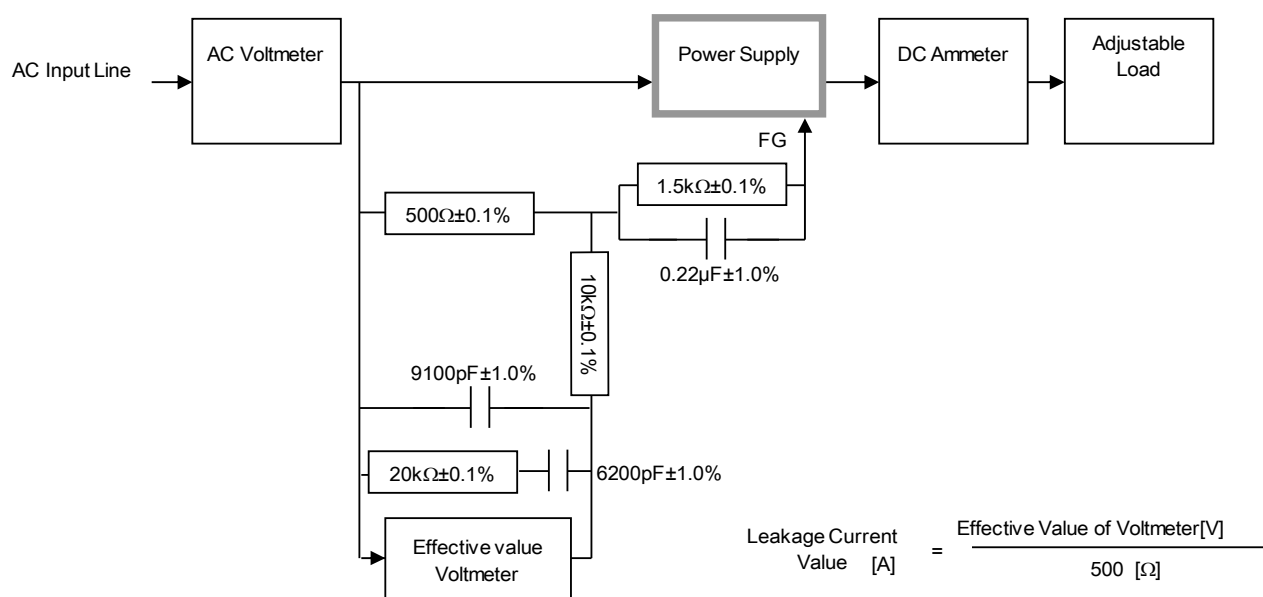 AC Input Line
AC Voltmeter
Power Supply
DC Ammeter
Adjustable
Load
FG
1.5kΩ±0.1%
500Ω±0.1%
0.22µF±1.0%
10kΩ±0.1%
9100pF±1.0%
20kΩ±0.1%
6200pF±1.0%
Effective value
Voltmeter
Leakage Current
Value [A]
=
Effective Value of Voltmeter[V]
500 [Ω]